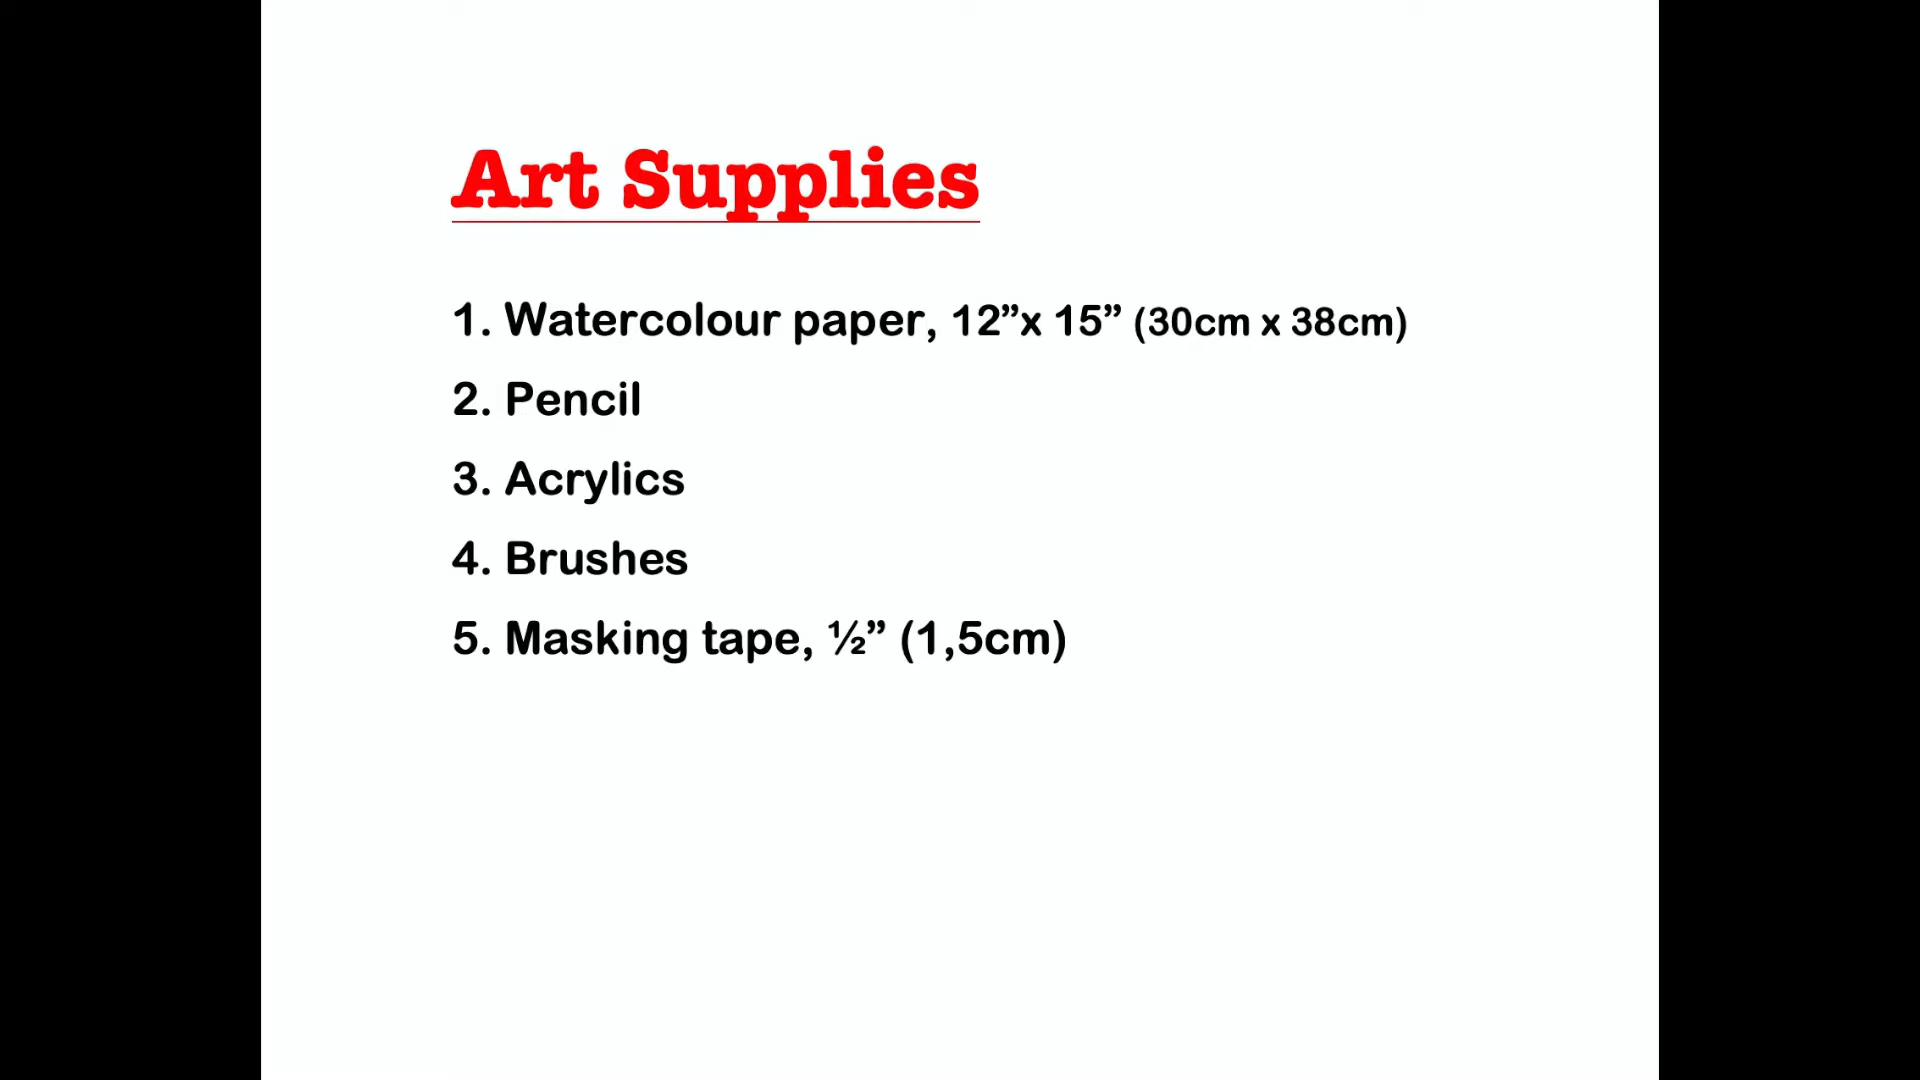 Art Supplies
1. Watercolour paper, 12”x 15” (30cm x 38cm)
2. Pencil
3. Acrylics
4. Brushes
5. Masking tape, ½” (1,5cm)